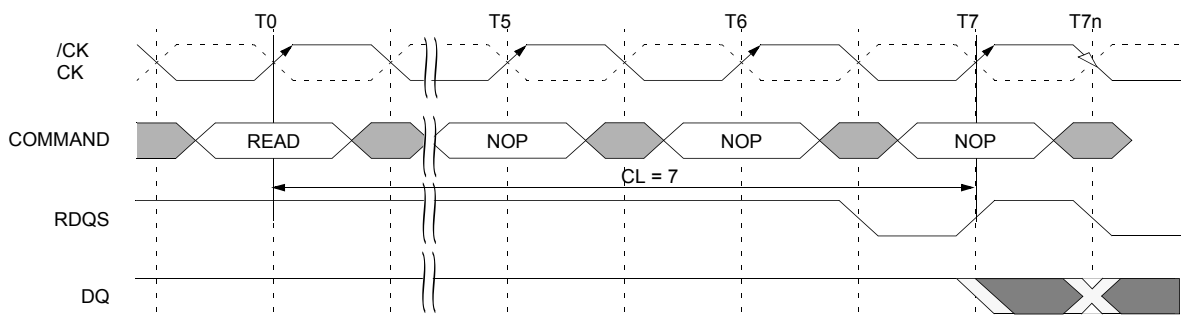 T0 T5 T6 T7 T7n
/CK
CK
COMMAND READ NOP NOP NOP
CL = 7
RDQS
DQ